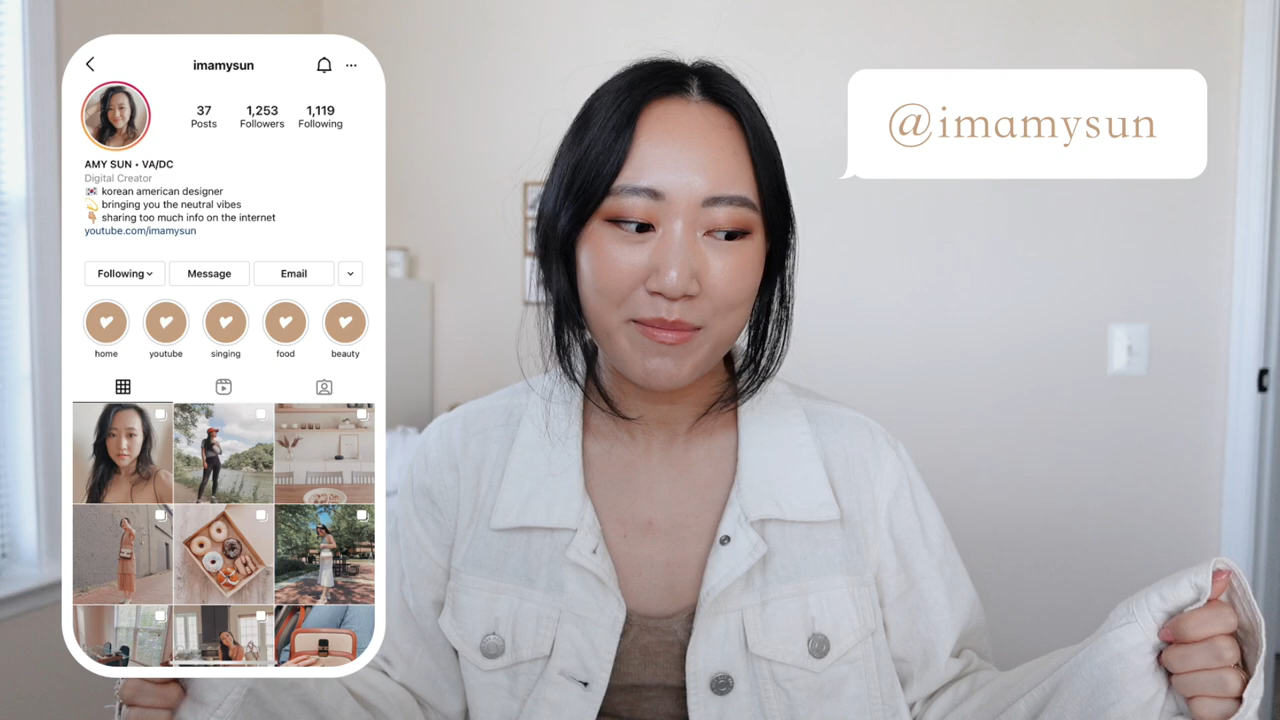 imamysun
37 1,253 1,119
Posts Followers Following
AMY SUN • VA/DC
Digital Creator
🇰🇷 korean american designer
💫 bringing you the neutral vibes
👇🏼 sharing too much info on the internet
youtube.com/imamysun
Following Message Email
home youtube singing food beauty
@imamysun